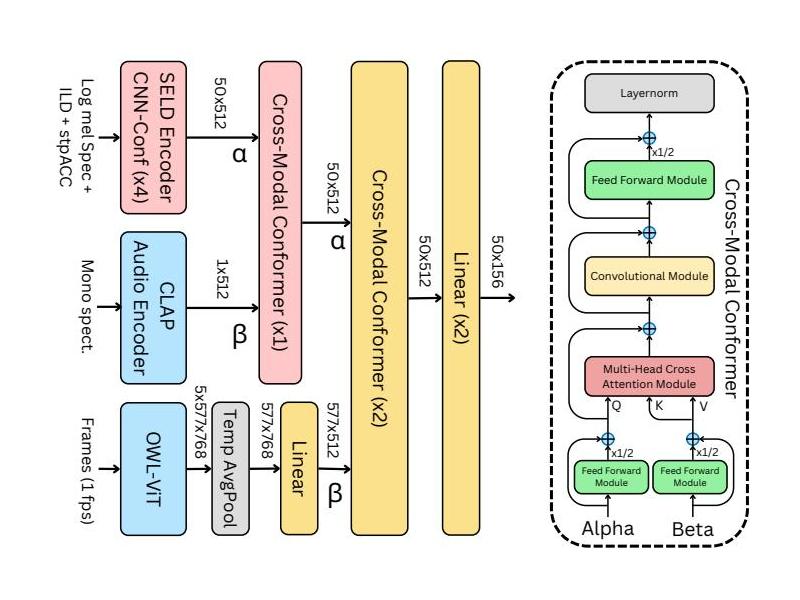 Log mel Spec +
ILD + stpACC
SELD Encoder
CNN-Conf (x4)
50x512
α
Mono spect.
CLAP
Audio Encoder
1x512
β
Cross-Modal Conformer (x1)
50x512
α
Frames (1 fps)
OWL-ViT
5x577x768
Temp AvgPool
577x768
Linear
577x512
β
Cross-Modal Conformer (x2)
50x512
Linear (x2)
50x156
Cross-Modal Conformer
Layernorm
x1/2
Feed Forward Module
Convolutional Module
Multi-Head Cross
Attention Module
Q K V
x1/2 x1/2
Feed Forward
Module
Feed Forward
Module
Alpha Beta